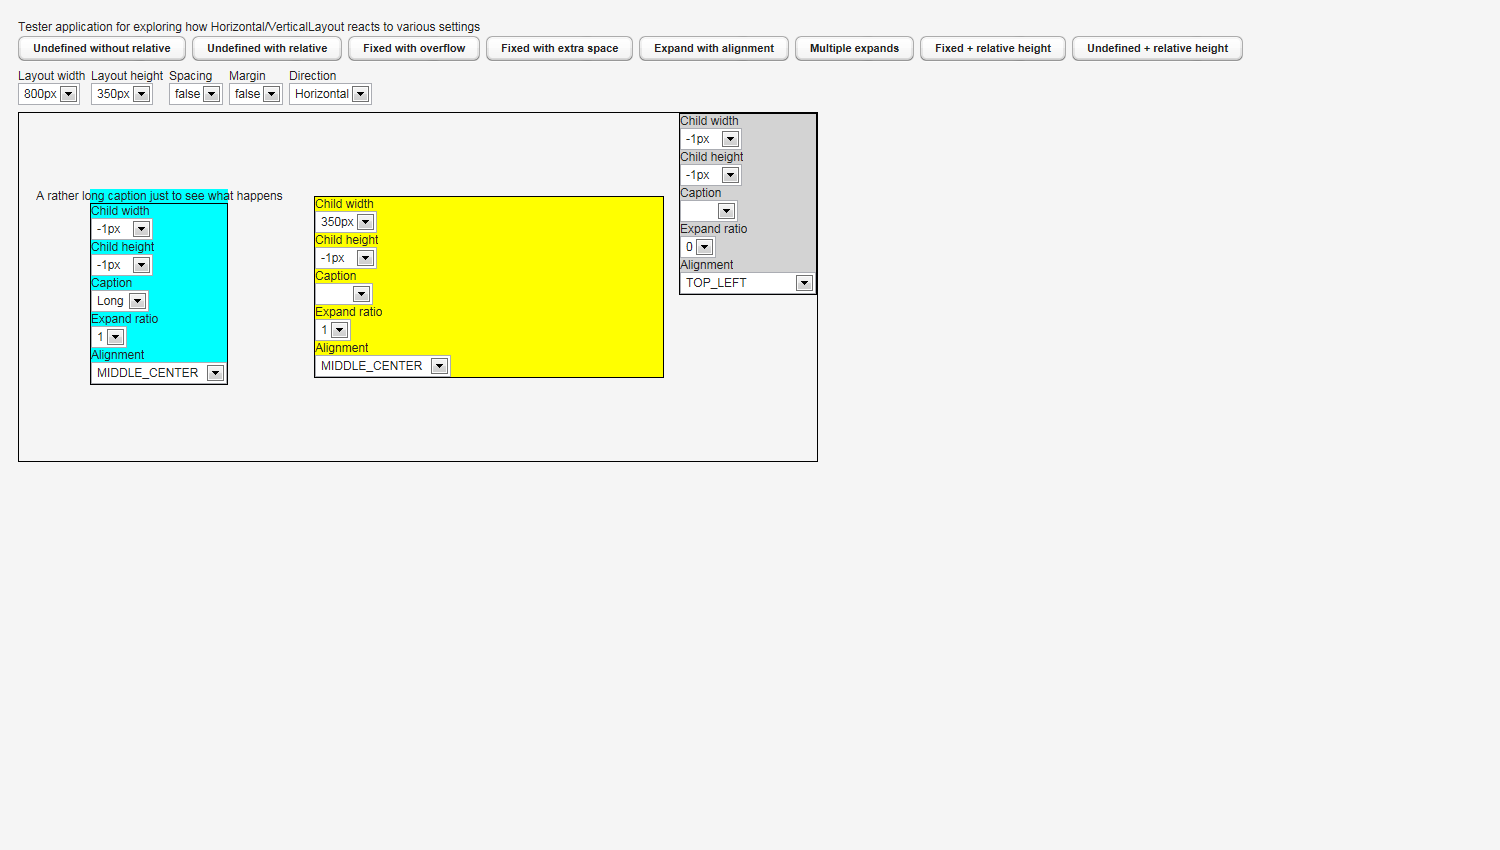 Tester application for exploring how Horizontal/VerticalLayout reacts to various settings
Undefined without relative Undefined with relative Fixed with overflow Fixed with extra space Expand with alignment Multiple expands Fixed + relative height Undefined + relative height
Layout width Layout height Spacing Margin Direction
800px 350px false false Horizontal
A rather long caption just to see what happens
Child width
-1px
Child height
-1px
Caption
Long
Expand ratio
1
Alignment
MIDDLE_CENTER
Child width
350px
Child height
-1px
Caption
Expand ratio
1
Alignment
MIDDLE_CENTER
Child width
-1px
Child height
-1px
Caption
Expand ratio
0
Alignment
TOP_LEFT